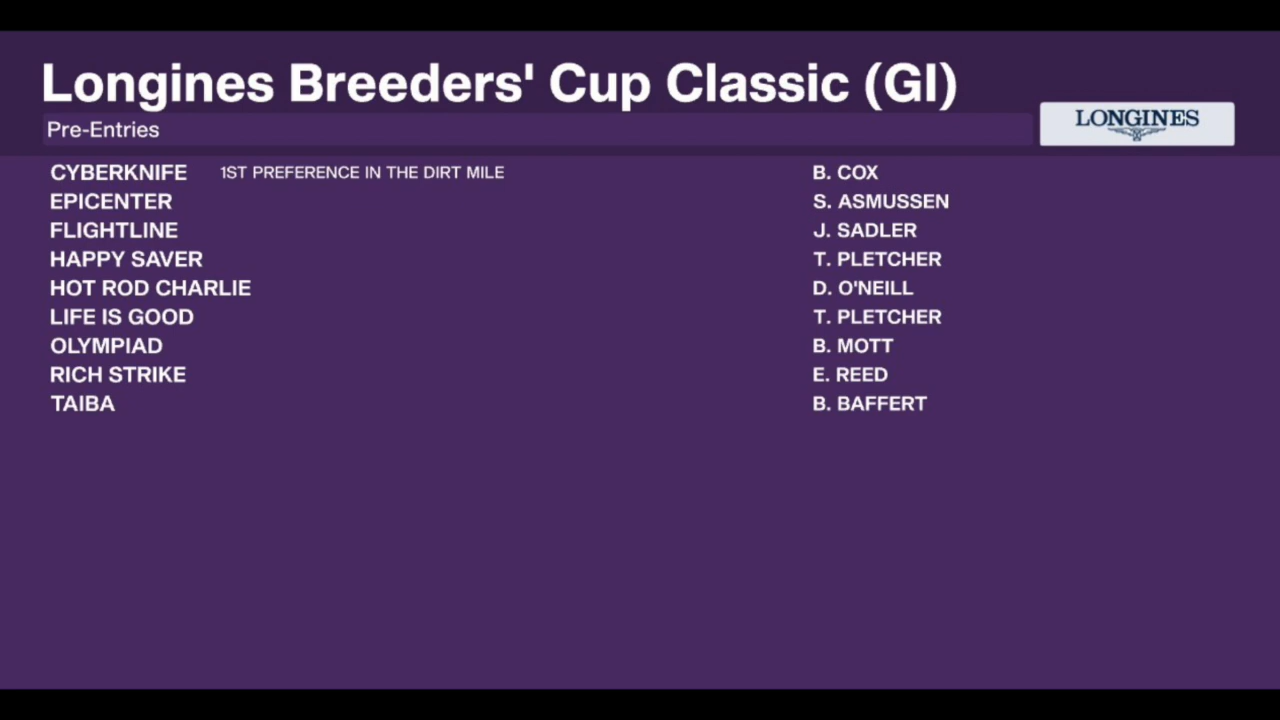 Longines Breeders' Cup Classic (GI)
Pre-Entries
LONGINES
CYBERKNIFE 1ST PREFERENCE IN THE DIRT MILE B. COX
EPICENTER S. ASMUSSEN
FLIGHTLINE J. SADLER
HAPPY SAVER T. PLETCHER
HOT ROD CHARLIE D. O'NEILL
LIFE IS GOOD T. PLETCHER
OLYMPIAD B. MOTT
RICH STRIKE E. REED
TAIBA B. BAFFERT